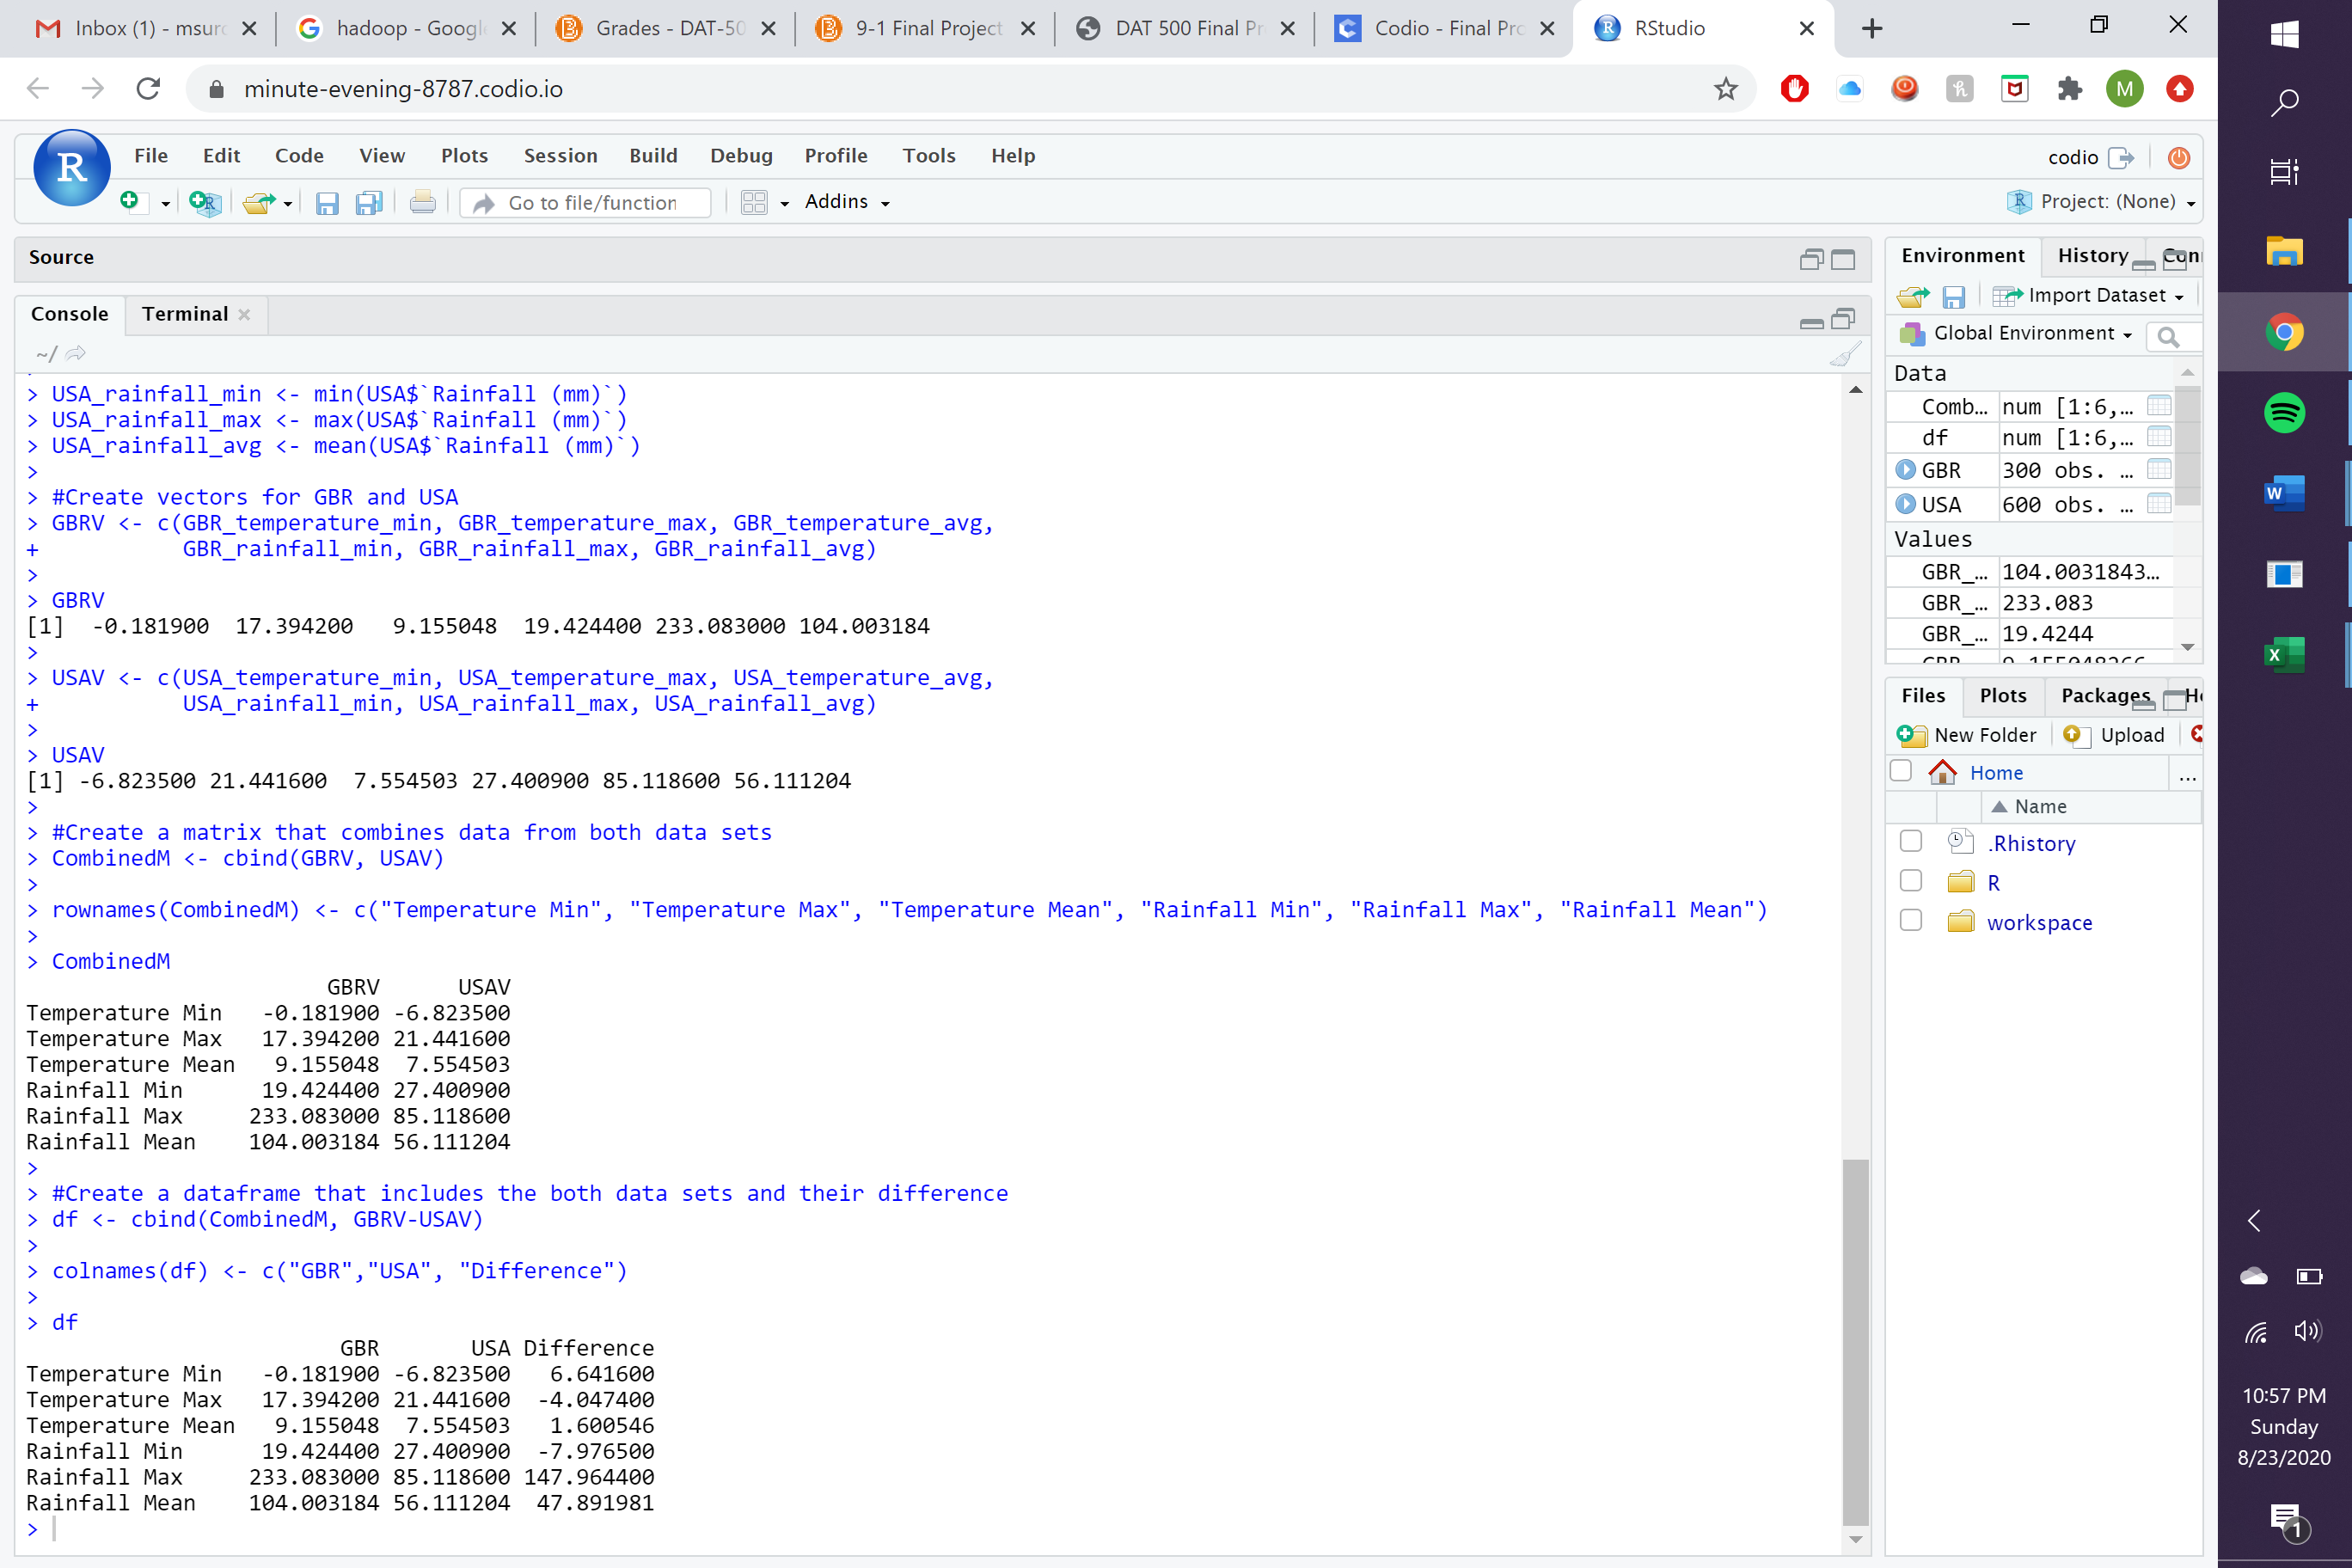 Inbox (1) - msurc
hadoop - Google
Grades - DAT-50
9-1 Final Project
DAT 500 Final Pr
Codio - Final Pro
RStudio
minute-evening-8787.codio.io
M
R
File Edit Code View Plots Session Build Debug Profile Tools Help
codio
Go to file/function
Addins
Project: (None)
Source
Console Terminal
~/
> USA_rainfall_min <- min(USA$`Rainfall (mm)`)
> USA_rainfall_max <- max(USA$`Rainfall (mm)`)
> USA_rainfall_avg <- mean(USA$`Rainfall (mm)`)
>
> #Create vectors for GBR and USA
> GBRV <- c(GBR_temperature_min, GBR_temperature_max, GBR_temperature_avg,
+           GBR_rainfall_min, GBR_rainfall_max, GBR_rainfall_avg)
>
> GBRV
[1]  -0.181900  17.394200   9.155048  19.424400 233.083000 104.003184
>
> USAV <- c(USA_temperature_min, USA_temperature_max, USA_temperature_avg,
+           USA_rainfall_min, USA_rainfall_max, USA_rainfall_avg)
>
> USAV
[1] -6.823500 21.441600  7.554503 27.400900 85.118600 56.111204
>
> #Create a matrix that combines data from both data sets
> CombinedM <- cbind(GBRV, USAV)
>
> rownames(CombinedM) <- c("Temperature Min", "Temperature Max", "Temperature Mean", "Rainfall Min", "Rainfall Max", "Rainfall Mean")
>
> CombinedM
                       GBRV      USAV
Temperature Min   -0.181900 -6.823500
Temperature Max   17.394200 21.441600
Temperature Mean   9.155048  7.554503
Rainfall Min      19.424400 27.400900
Rainfall Max     233.083000 85.118600
Rainfall Mean    104.003184 56.111204
>
> #Create a dataframe that includes the both data sets and their difference
> df <- cbind(CombinedM, GBRV-USAV)
>
> colnames(df) <- c("GBR","USA", "Difference")
>
> df
                        GBR       USA Difference
Temperature Min   -0.181900 -6.823500   6.641600
Temperature Max   17.394200 21.441600  -4.047400
Temperature Mean   9.155048  7.554503   1.600546
Rainfall Min      19.424400 27.400900  -7.976500
Rainfall Max     233.083000 85.118600 147.964400
Rainfall Mean    104.003184 56.111204  47.891981
>
Environment History Conn
Import Dataset
Global Environment
Data
Comb… num [1:6,…
df num [1:6,…
GBR 300 obs. …
USA 600 obs. …
Values
GBR_… 104.0031843…
GBR_… 233.083
GBR_… 19.4244
Files Plots Packages He
New Folder Upload
Home ...
Name
.Rhistory
R
workspace
10:57 PM
Sunday
8/23/2020
1